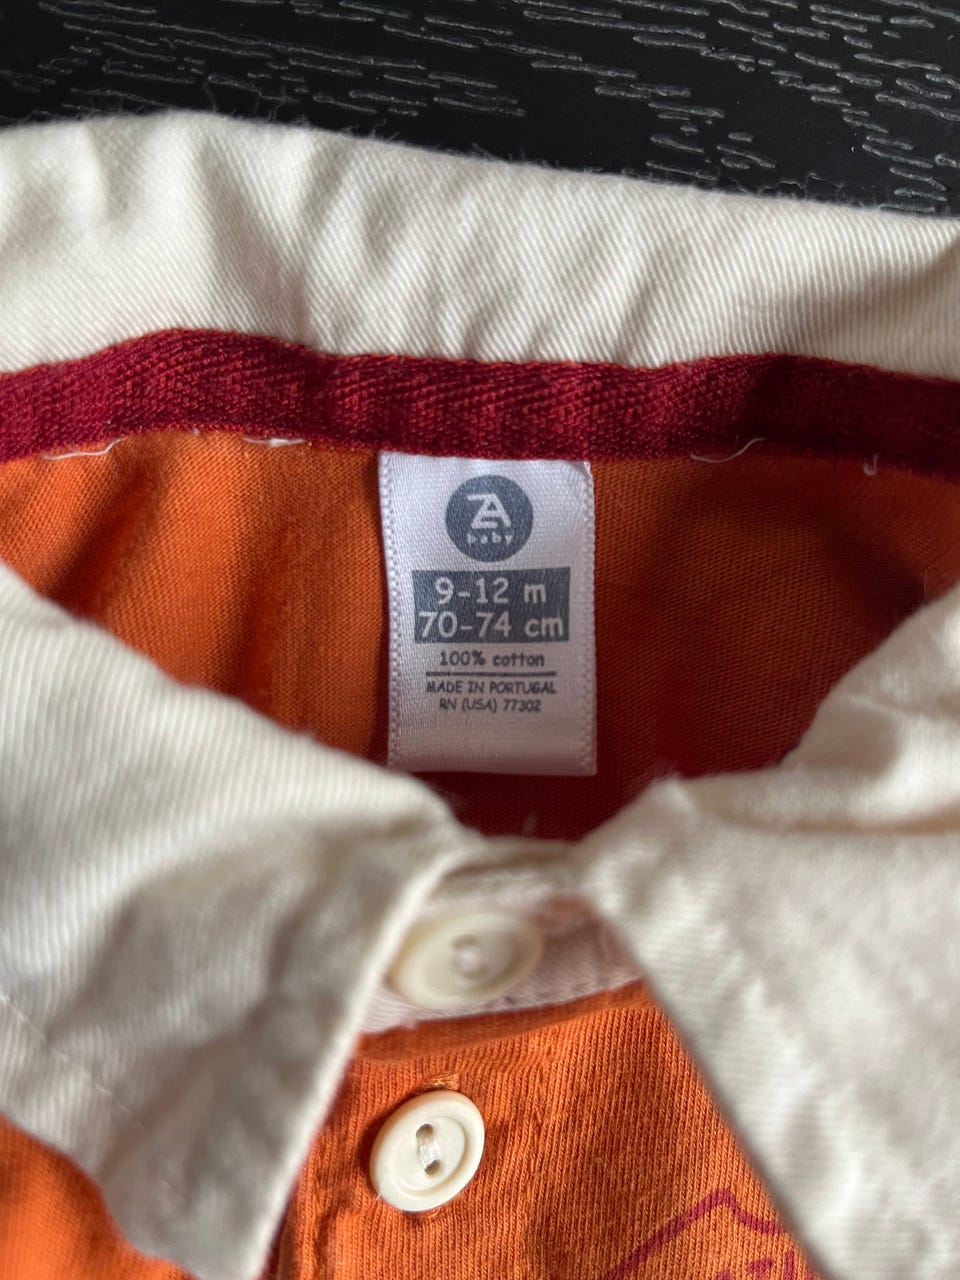 ZA
baby
9-12 m
70-74 cm
100% cotton
MADE IN PORTUGAL
RN (USA) 77302